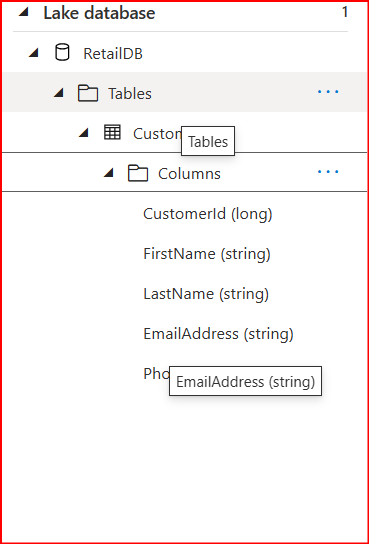 Lake database 1
RetailDB
Tables ...
Custom
Tables
Columns ...
CustomerId (long)
FirstName (string)
LastName (string)
EmailAddress (string)
Pho
EmailAddress (string)